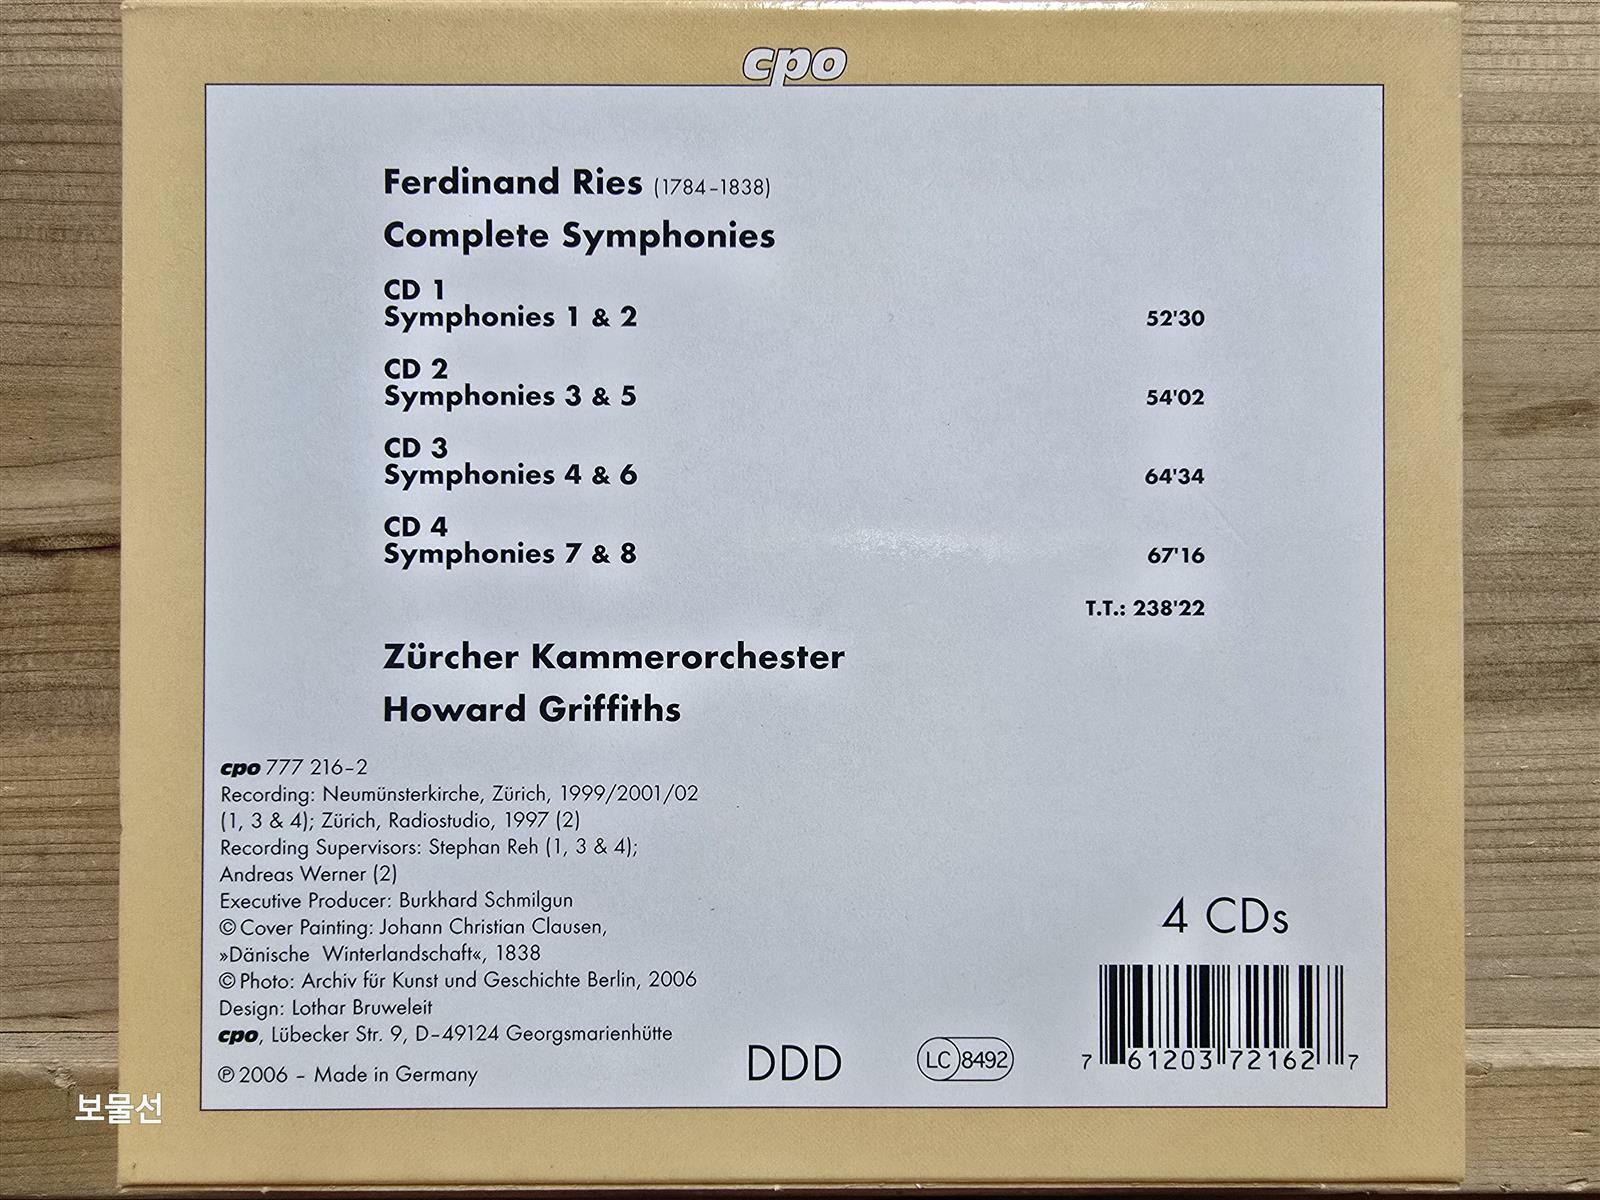 cpo
Ferdinand Ries (1784–1838)
Complete Symphonies
CD 1
Symphonies 1 & 2 52'30
CD 2
Symphonies 3 & 5 54'02
CD 3
Symphonies 4 & 6 64'34
CD 4
Symphonies 7 & 8 67'16
T.T.: 238'22
Zürcher Kammerorchester
Howard Griffiths
cpo 777 216–2
Recording: Neumünsterkirche, Zürich, 1999/2001/02
(1, 3 & 4); Zürich, Radiostudio, 1997 (2)
Recording Supervisors: Stephan Reh (1, 3 & 4);
Andreas Werner (2)
Executive Producer: Burkhard Schmilgun
© Cover Painting: Johann Christian Clausen,
»Dänische Winterlandschaft«, 1838
© Photo: Archiv für Kunst und Geschichte Berlin, 2006
Design: Lothar Bruweleit
cpo, Lübecker Str. 9, D–49124 Georgsmarienhütte
℗ 2006 – Made in Germany
DDD
LC 8492
4 CDs
7 61203 72162 7
보물선